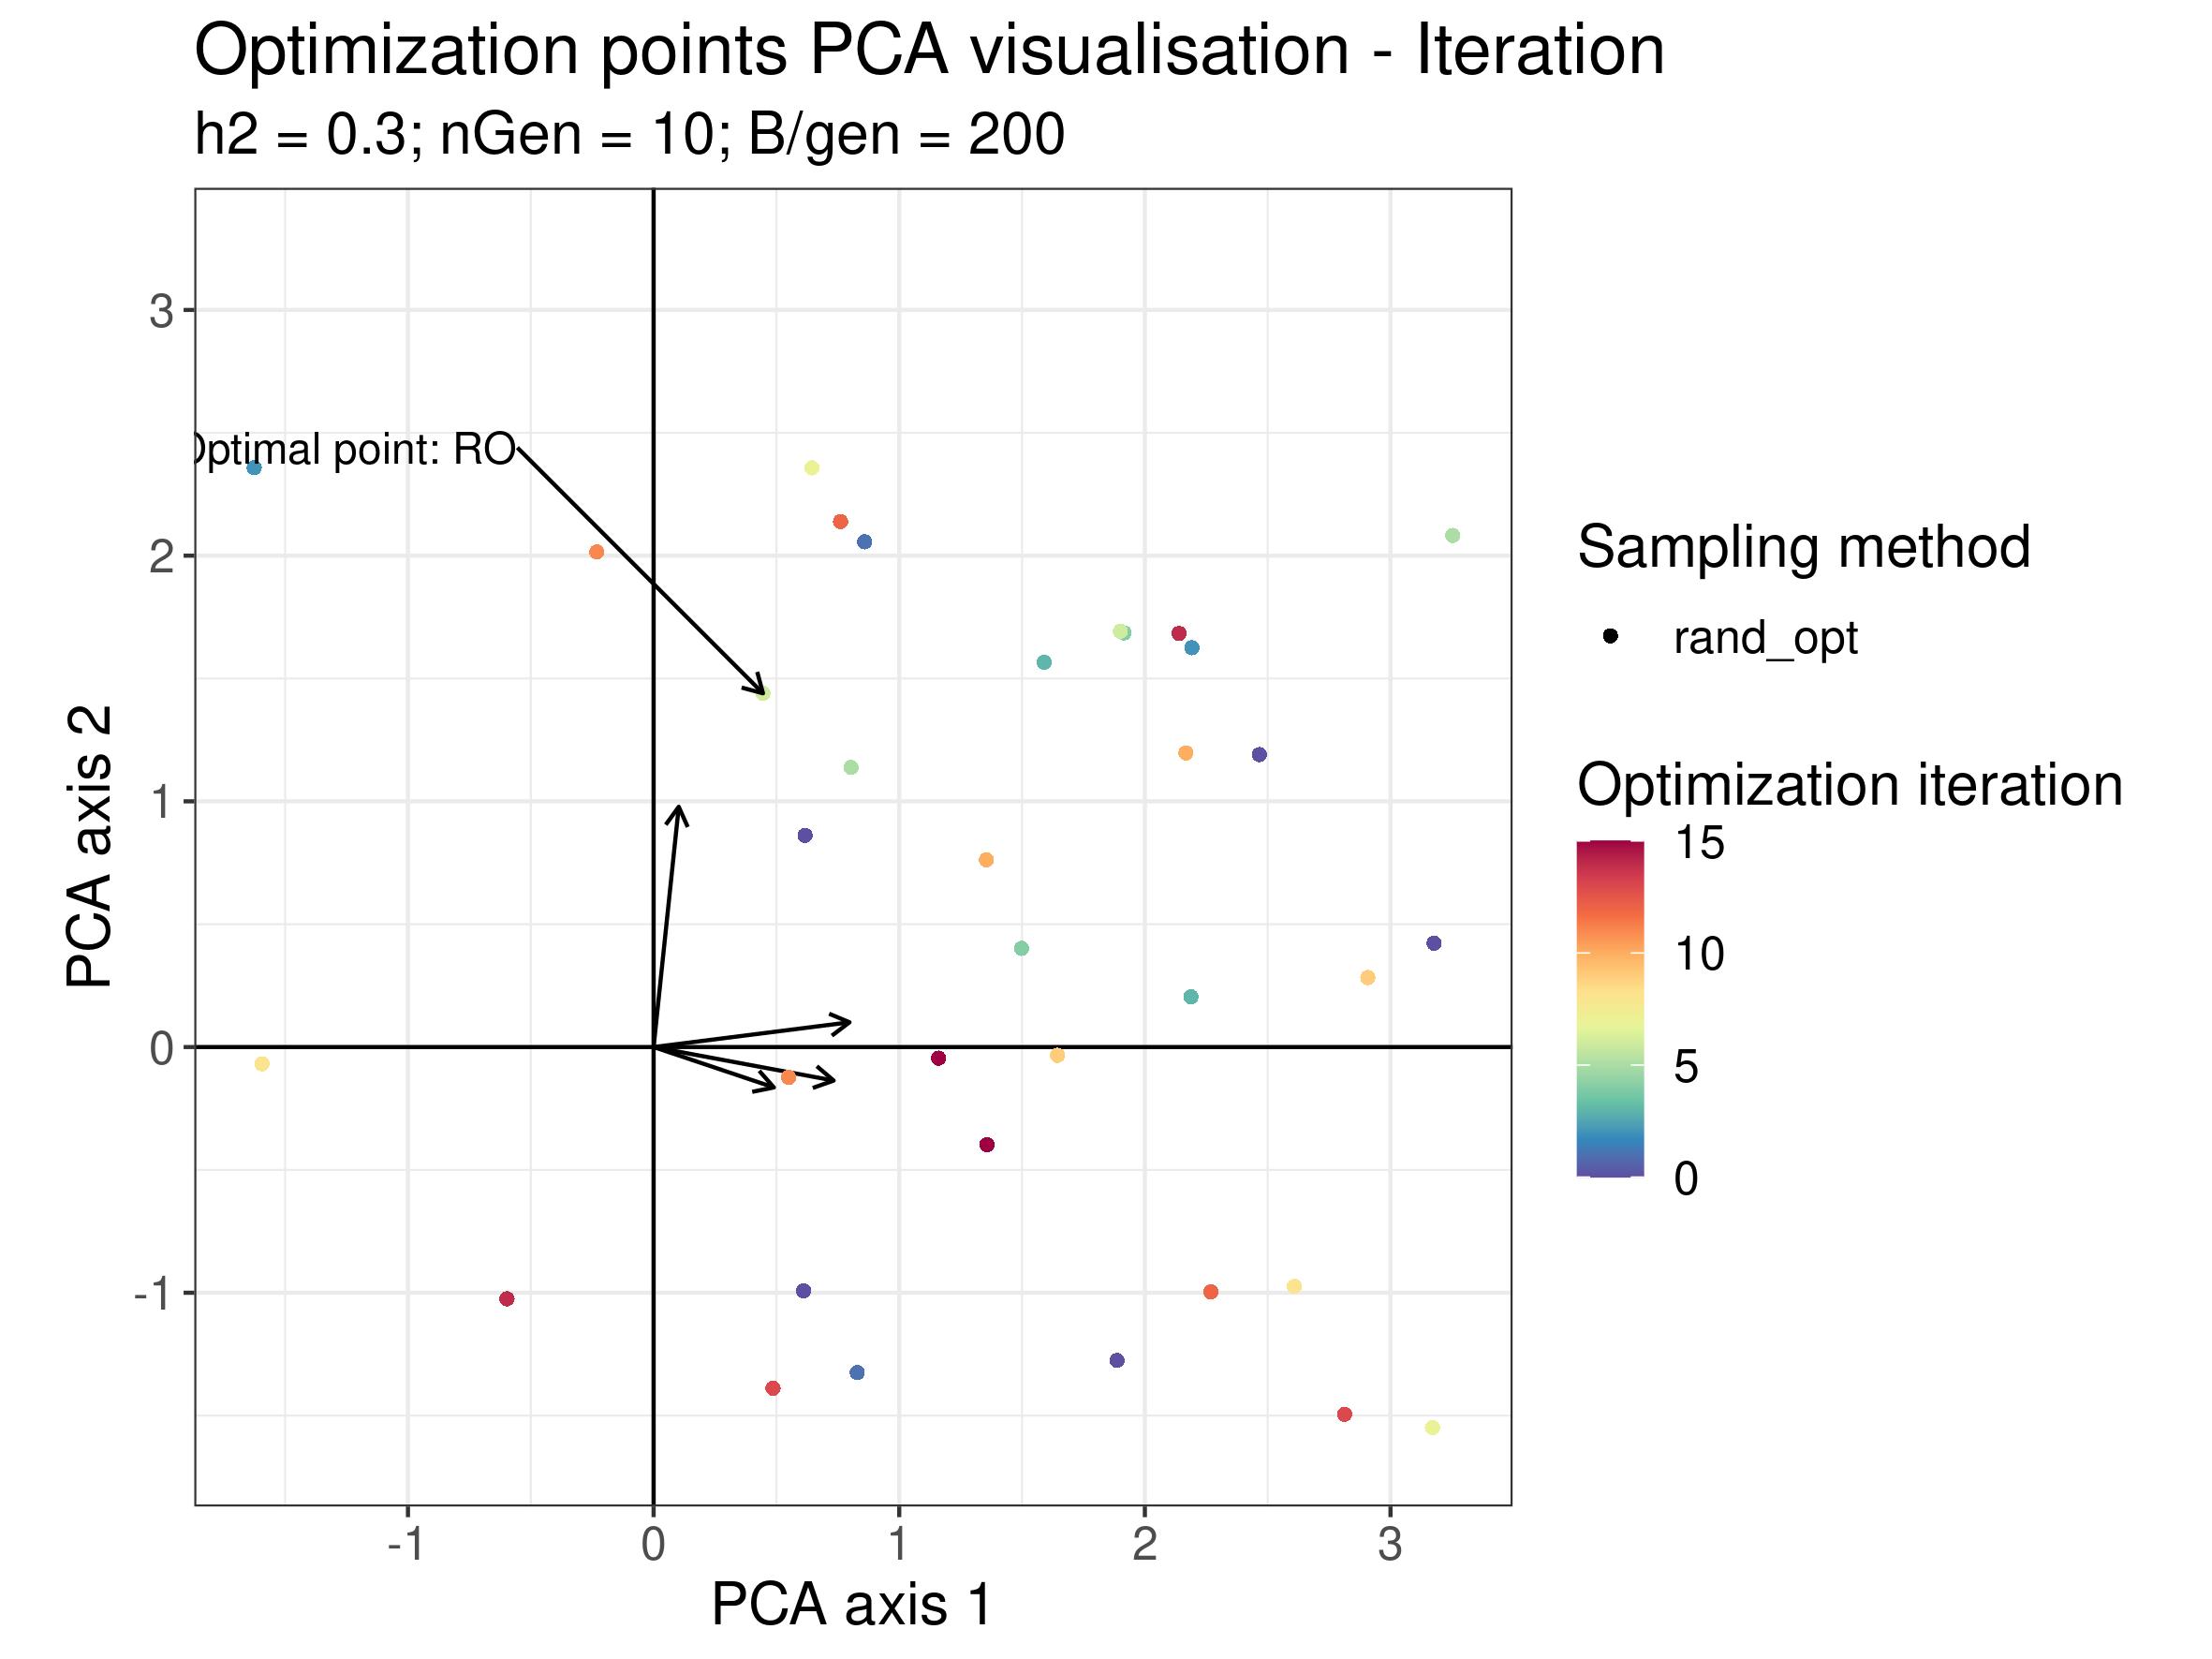 Optimization points PCA visualisation - Iteration
h2 = 0.3; nGen = 10; B/gen = 200
3
2
1
0
-1
PCA axis 2
Optimal point: RO
-1 0 1 2 3
PCA axis 1
Sampling method
rand_opt
Optimization iteration
15
10
5
0